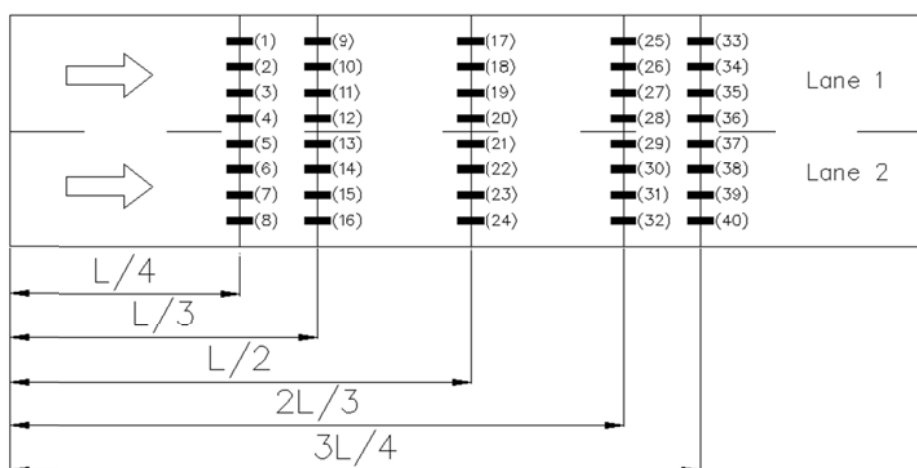 (1) (9) (17) (25) (33)
(2) (10) (18) (26) (34) Lane 1
(3) (11) (19) (27) (35)
(4) (12) (20) (28) (36)
(5) (13) (21) (29) (37)
(6) (14) (22) (30) (38) Lane 2
(7) (15) (23) (31) (39)
(8) (16) (24) (32) (40)
L/4
L/3
L/2
2L/3
3L/4